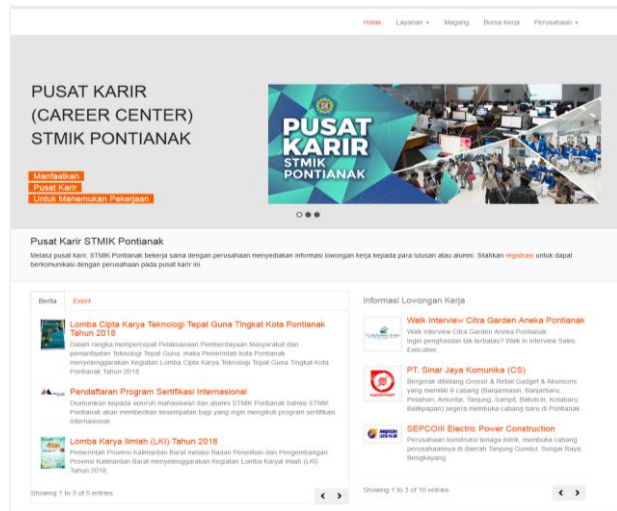 Home Layanan Magang Bursa Kerja Perusahaan
PUSAT KARIR
(CAREER CENTER)
STMIK PONTIANAK
Manfaatkan
Pusat Karir
Untuk Menemukan Pekerjaan
PUSAT
KARIR
STMIK
PONTIANAK
Pusat Karir STMIK Pontianak
Melalui pusat karir, STMIK Pontianak bekerja sama dengan perusahaan menyediakan informasi lowongan kerja kepada para lulusan atau alumni. Silahkan registrasi untuk dapat
berkomunikasi dengan perusahaan pada pusat karir ini.
Berita Event
Lomba Cipta Karya Teknologi Tepat Guna Tingkat Kota Pontianak
Tahun 2018
Dalam rangka mempercepat Pelaksanaan Pemberdayaan Masyarakat dan
pemanfaatan Teknologi Tepat Guna, maka Pemerintah kota Pontianak
menyelenggarakan Kegiatan Lomba Cipta Karya Teknologi Tepat Guna Tingkat Kota
Pontianak Tahun 2018.
Pendaftaran Program Sertifikasi Internasional
Diumumkan kepada seluruh mahasiswa/i dan alumni STMIK Pontianak bahwa STMIK
Pontianak akan memberikan kesempatan bagi yang ingin mengikuti program sertifikasi
internasional
Lomba Karya Ilmiah (LKI) Tahun 2018
Pemerintah Provinsi Kalimantan Barat melalui Badan Penelitian dan Pengembangan
Provinsi Kalimantan Barat menyelenggarakan Kegiatan Lomba Karyal Imiah (LKI)
Tahun 2018.
Showing 1 to 3 of 5 entries
Informasi Lowongan Kerja
Walk Interview Citra Garden Aneka Pontianak
Walk Interview Citra Garden Aneka Pontianak
Ingin penghasilan tak terbatas? Walk In Interview Sales
Executive
PT. Sinar Jaya Komunika (CS)
Bergerak dibidang Grosior & Retail Gadget & Aksesoris
yang memiliki 9 cabang (Banjarmasin, Banjarbaru,
Pelaihari, Amuntai, Tanjung, Sampit, Batulicin, Kotabaru,
Balikpapan) segera membuka cabang baru di Pontianak
SEPCOIII Electric Power Construction
Perusahaan konstruksi tenaga listrik, membuka cabang
perusahaannya di daerah Tanjung Gundul, Sungai Raya,
Bengkayang.
Showing 1 to 3 of 10 entries